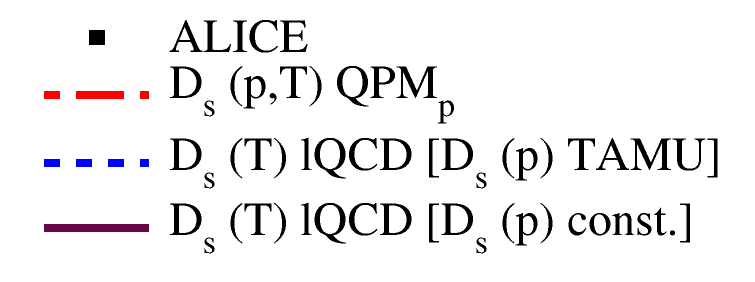 ALICE
D_s (p,T) QPM_p
D_s (T) lQCD [D_s (p) TAMU]
D_s (T) lQCD [D_s (p) const.]